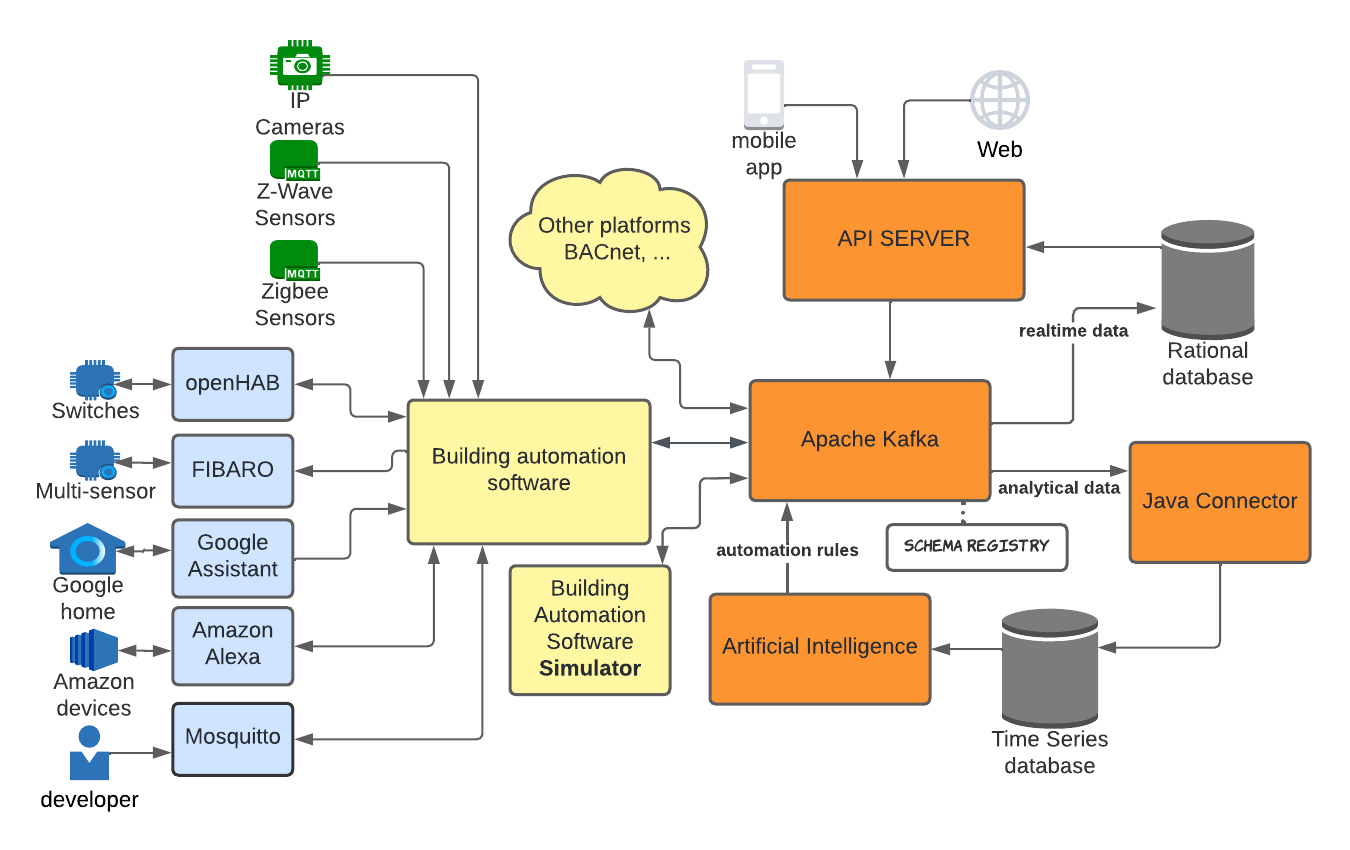 IP
Cameras
MQTT
Z-Wave
Sensors
MQTT
Zigbee
Sensors
mobile
app
Web
Other platforms
BACnet, ...
API SERVER
realtime data
Rational
database
openHAB
Switches
FIBARO
Multi-sensor
Google
Assistant
Google
home
Amazon
Alexa
Amazon
devices
Mosquitto
developer
Building automation
software
Apache Kafka
analytical data
Java Connector
SCHEMA REGISTRY
automation rules
Building
Automation
Software
Simulator
Artificial Intelligence
Time Series
database